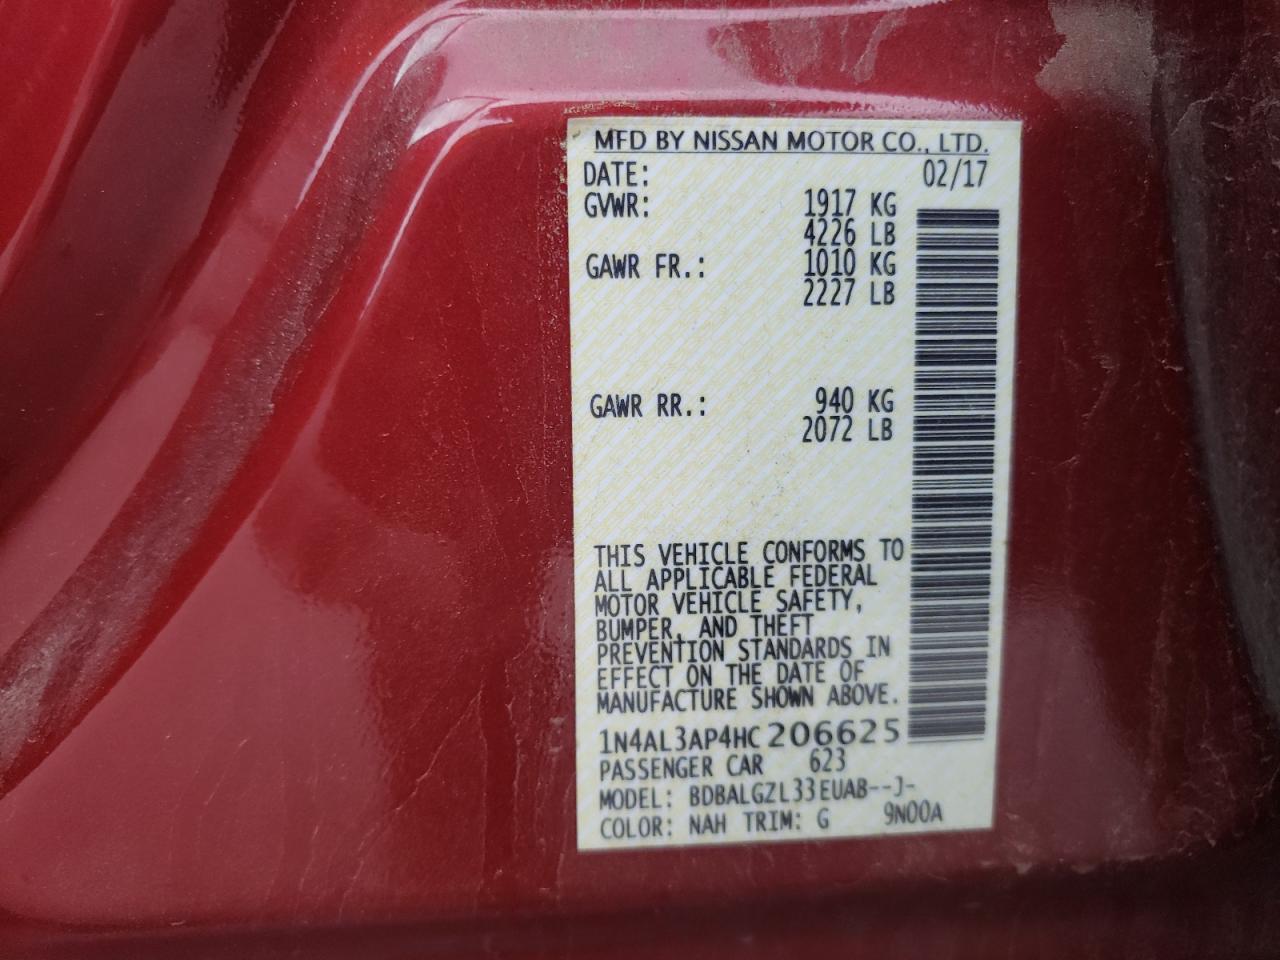 MFD BY NISSAN MOTOR CO., LTD.
DATE: 02/17
GVWR: 1917 KG
4226 LB
GAWR FR.: 1010 KG
2227 LB
GAWR RR.: 940 KG
2072 LB
THIS VEHICLE CONFORMS TO
ALL APPLICABLE FEDERAL
MOTOR VEHICLE SAFETY,
BUMPER, AND THEFT
PREVENTION STANDARDS IN
EFFECT ON THE DATE OF
MANUFACTURE SHOWN ABOVE.
1N4AL3AP4HC206625
PASSENGER CAR 623
MODEL: BDBALGZL33EUAB--J-
COLOR: NAH TRIM: G 9N00A